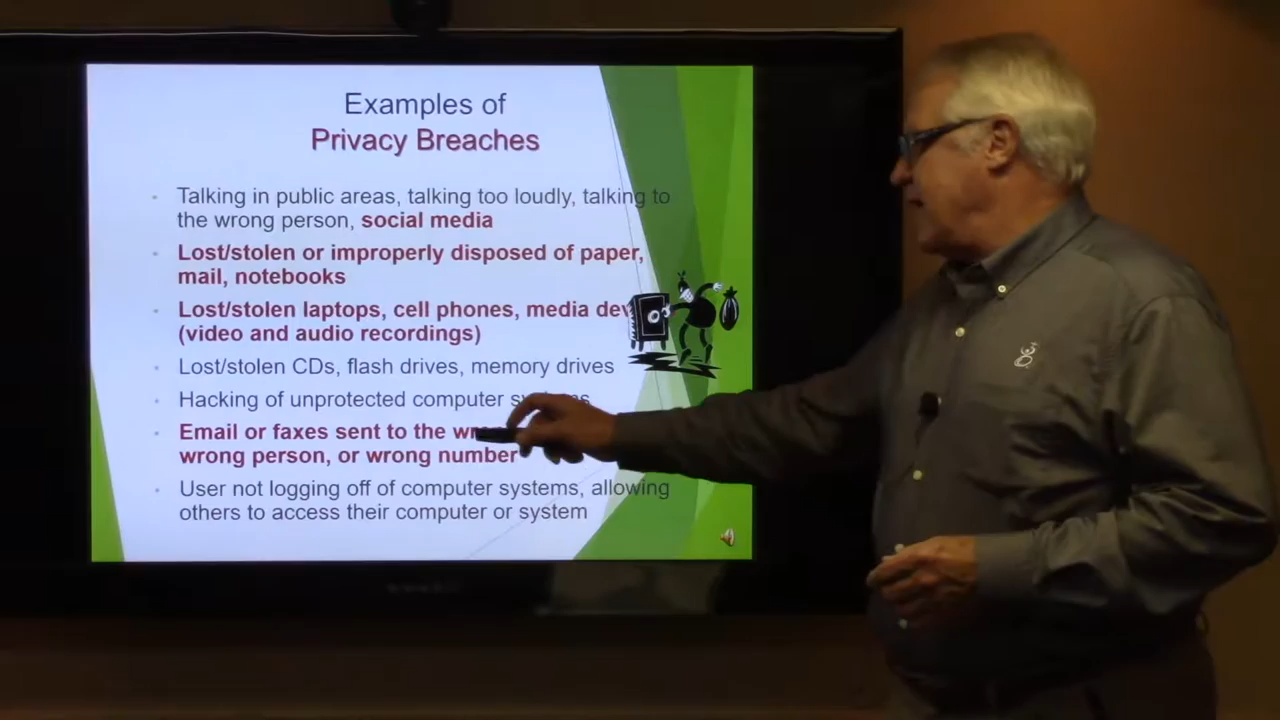 Examples of
Privacy Breaches
Talking in public areas, talking too loudly, talking to
the wrong person, social media
Lost/stolen or improperly disposed of paper,
mail, notebooks
Lost/stolen laptops, cell phones, media
(video and audio recordings)
Lost/stolen CDs, flash drives, memory drives
Hacking of unprotected computer
Email or faxes sent to the
wrong person, or wrong number
User not logging off of computer systems, allowing
others to access their computer or system